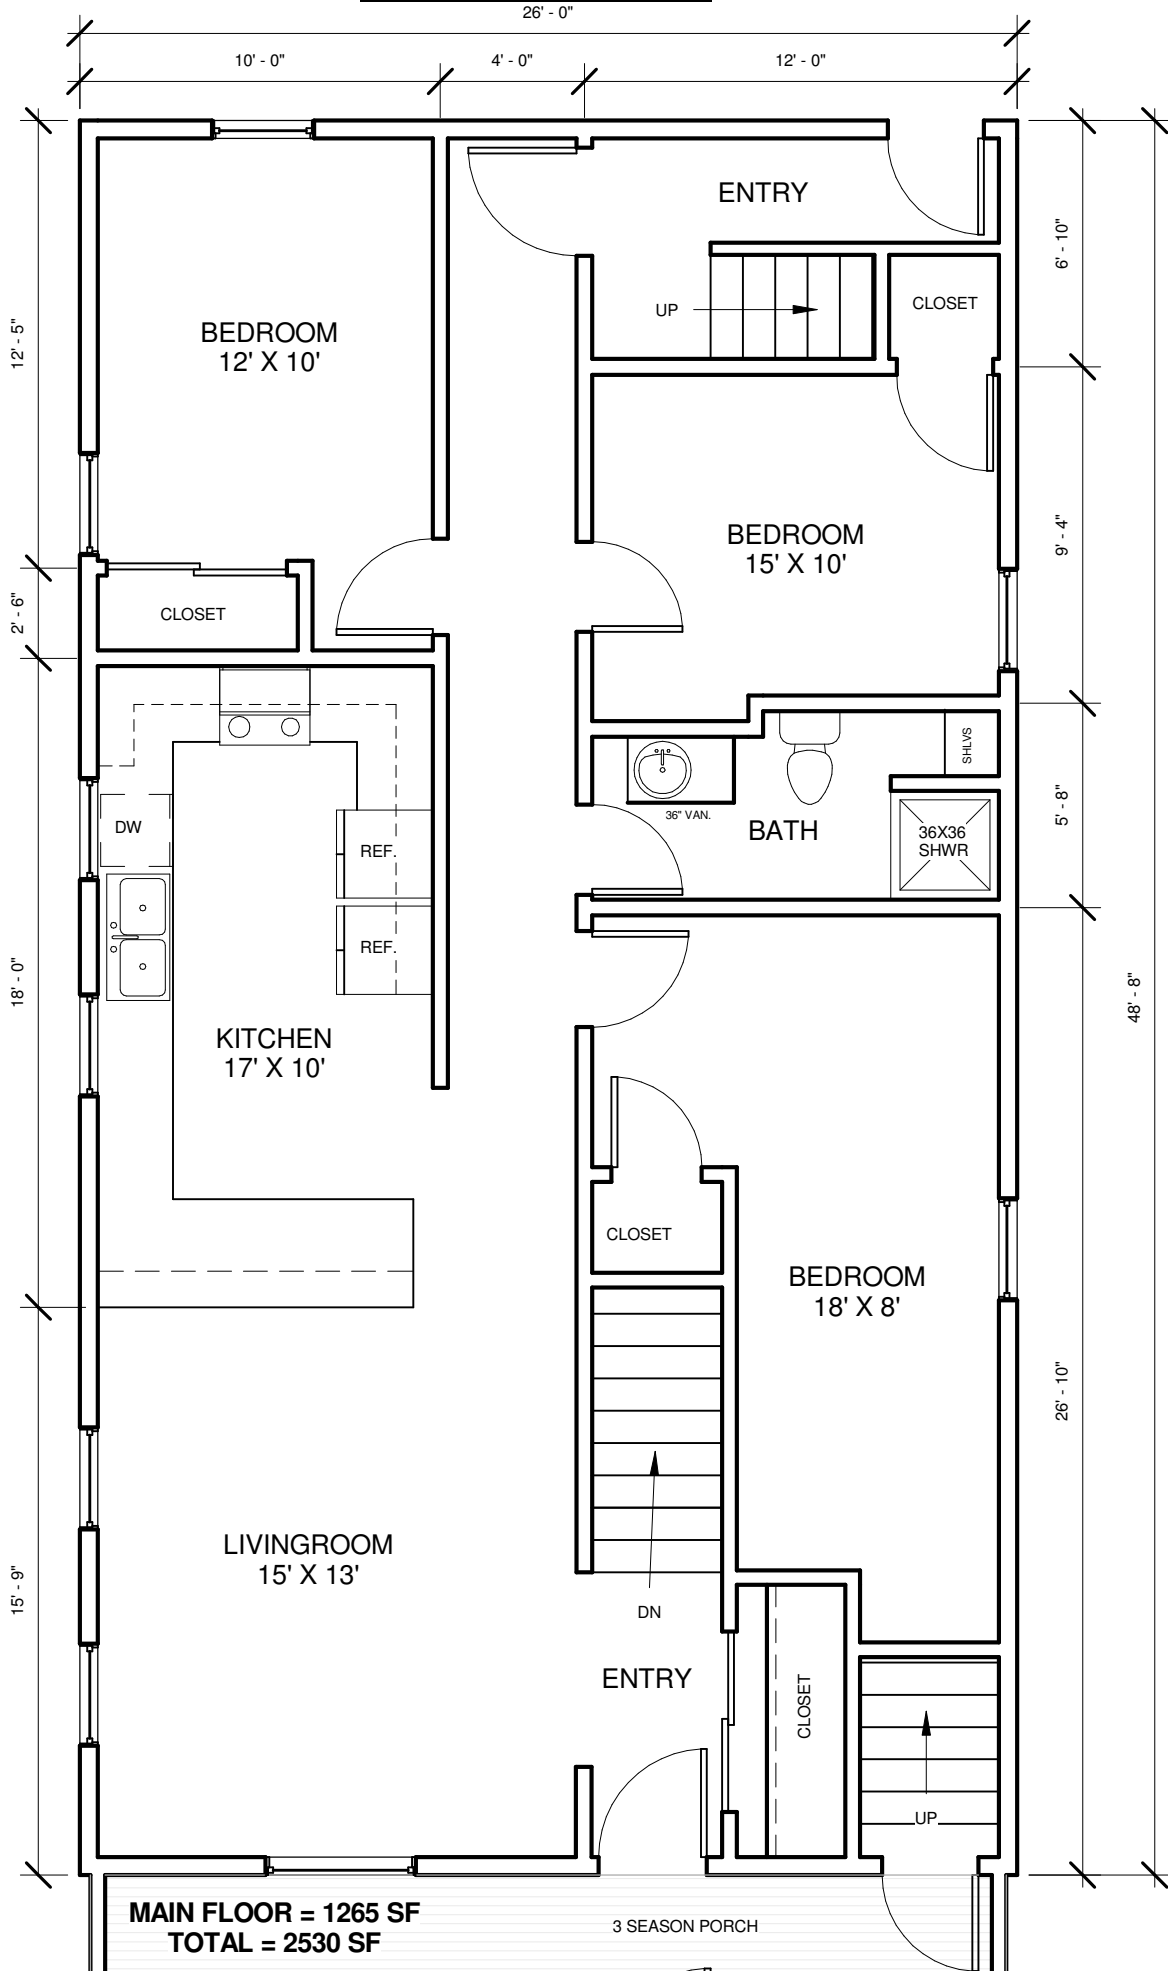 26' - 0"
10' - 0"
4' - 0"
12' - 0"
ENTRY
6' - 10"
UP
CLOSET
12' - 5"
BEDROOM
12' X 10'
BEDROOM
15' X 10'
9' - 4"
2' - 6"
CLOSET
SHLVS
36" VAN.
BATH
36X36
SHWR
5' - 8"
DW
REF.
REF.
18' - 0"
KITCHEN
17' X 10'
48' - 8"
CLOSET
BEDROOM
18' X 8'
26' - 10"
LIVINGROOM
15' X 13'
15' - 9"
DN
ENTRY
CLOSET
UP
MAIN FLOOR = 1265 SF
TOTAL = 2530 SF
3 SEASON PORCH